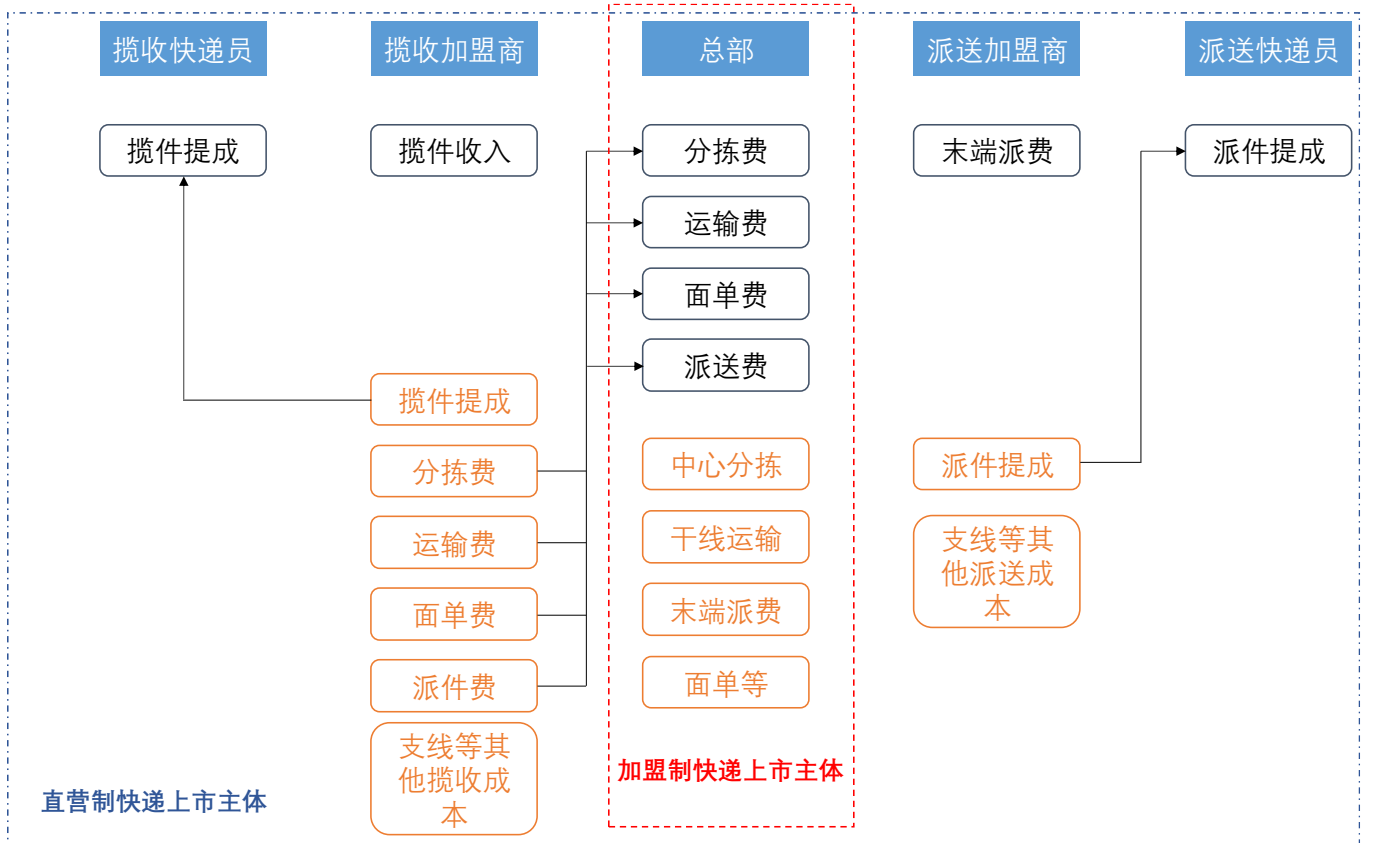 揽收快递员
揽收加盟商
总部
派送加盟商
派送快递员
揽件提成
揽件收入
分拣费
末端派费
派件提成
运输费
面单费
派送费
揽件提成
分拣费
中心分拣
派件提成
运输费
干线运输
支线等其
他派送成
本
面单费
末端派费
派件费
面单等
支线等其
他揽收成
本
加盟制快递上市主体
直营制快递上市主体